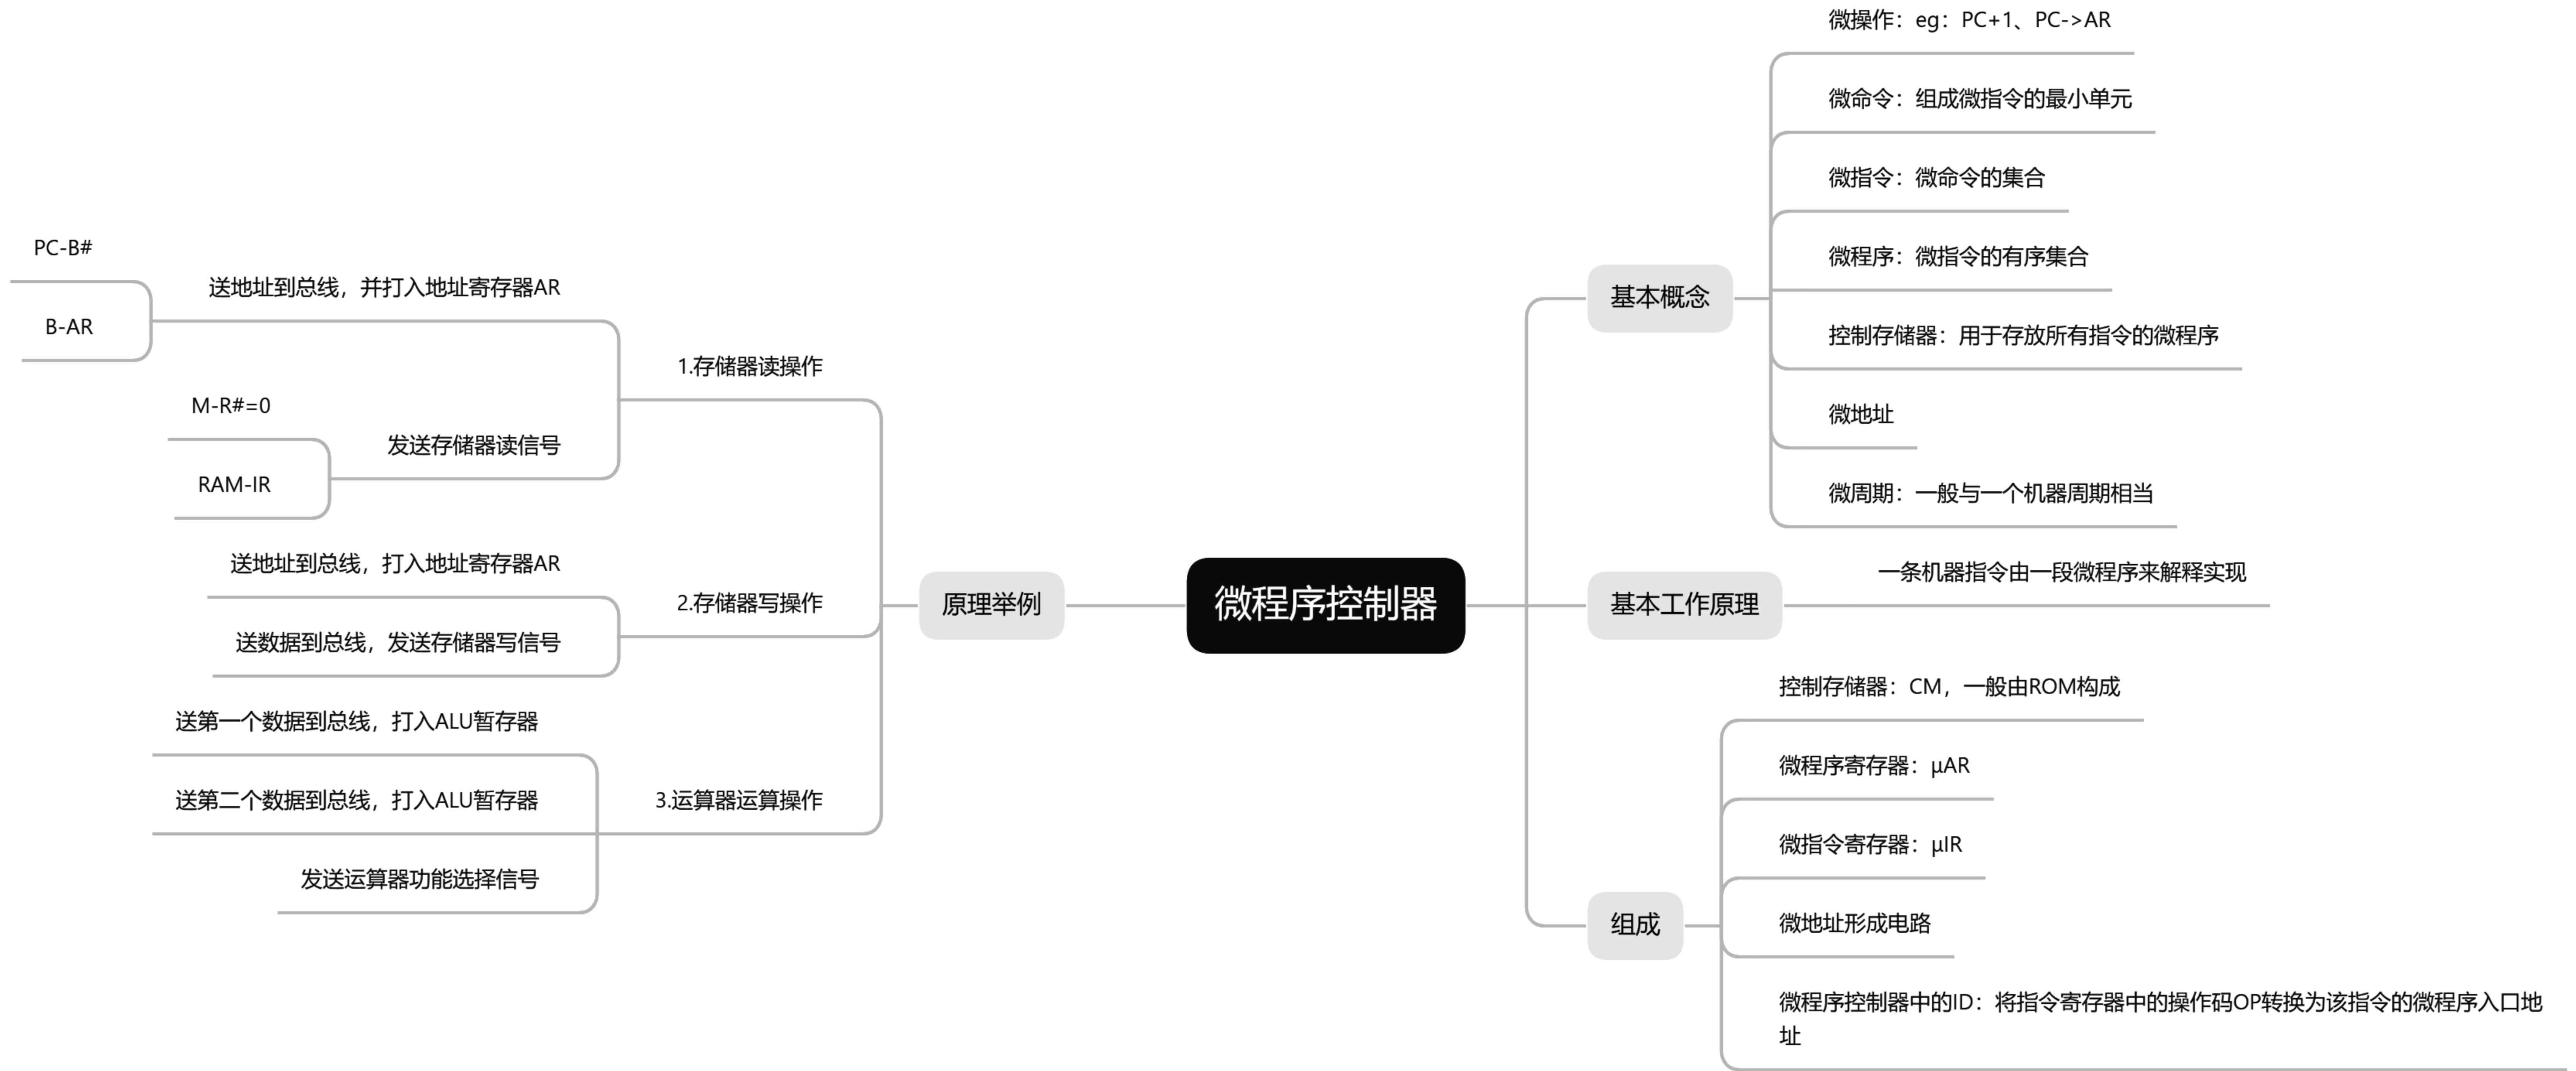 微程序控制器
基本概念
微操作：eg：PC+1、PC->AR
微命令：组成微指令的最小单元
微指令：微命令的集合
微程序：微指令的有序集合
控制存储器：用于存放所有指令的微程序
微地址
微周期：一般与一个机器周期相当
基本工作原理
一条机器指令由一段微程序来解释实现
组成
控制存储器：CM，一般由ROM构成
微程序寄存器：μAR
微指令寄存器：μIR
微地址形成电路
微程序控制器中的ID：将指令寄存器中的操作码OP转换为该指令的微程序入口地
址
原理举例
1.存储器读操作
送地址到总线，并打入地址寄存器AR
PC-B#
B-AR
发送存储器读信号
M-R#=0
RAM-IR
2.存储器写操作
送地址到总线，打入地址寄存器AR
送数据到总线，发送存储器写信号
3.运算器运算操作
送第一个数据到总线，打入ALU暂存器
送第二个数据到总线，打入ALU暂存器
发送运算器功能选择信号